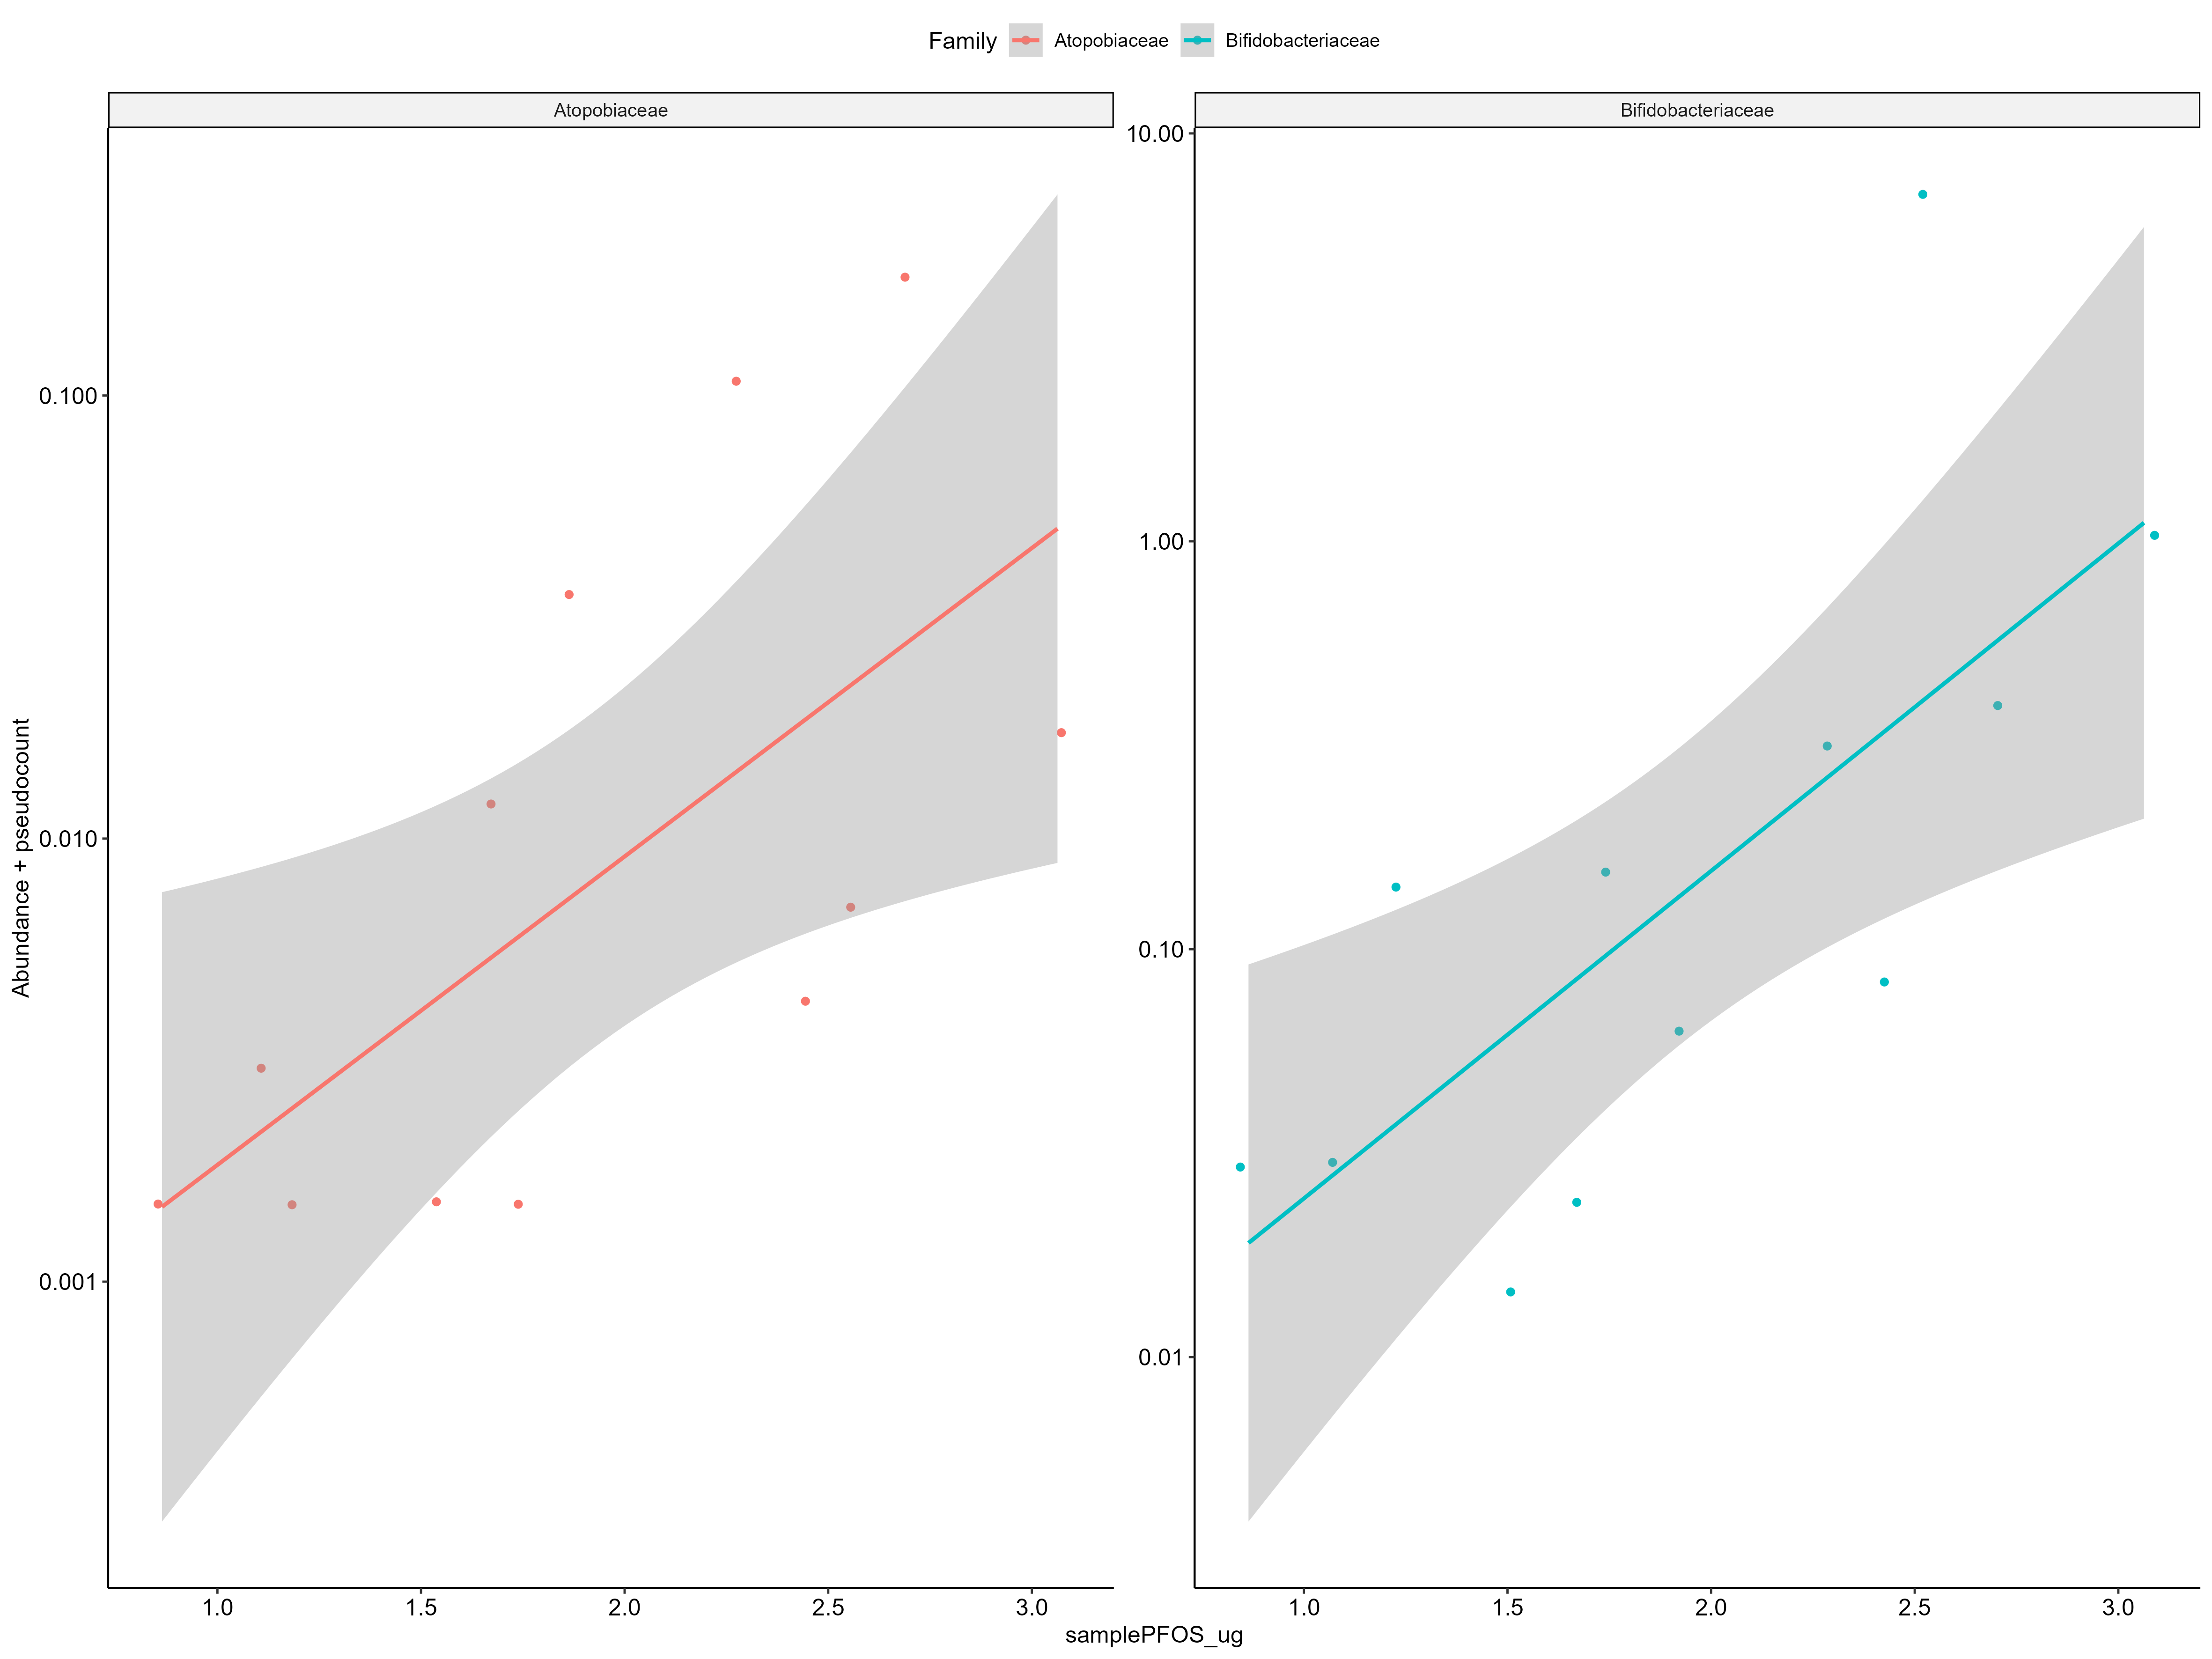 Family Atopobiaceae Bifidobacteriaceae
Atopobiaceae Bifidobacteriaceae
Abundance + pseudocount
0.100
0.010
0.001
10.00
1.00
0.10
0.01
1.0 1.5 2.0 2.5 3.0
1.0 1.5 2.0 2.5 3.0
samplePFOS_ug